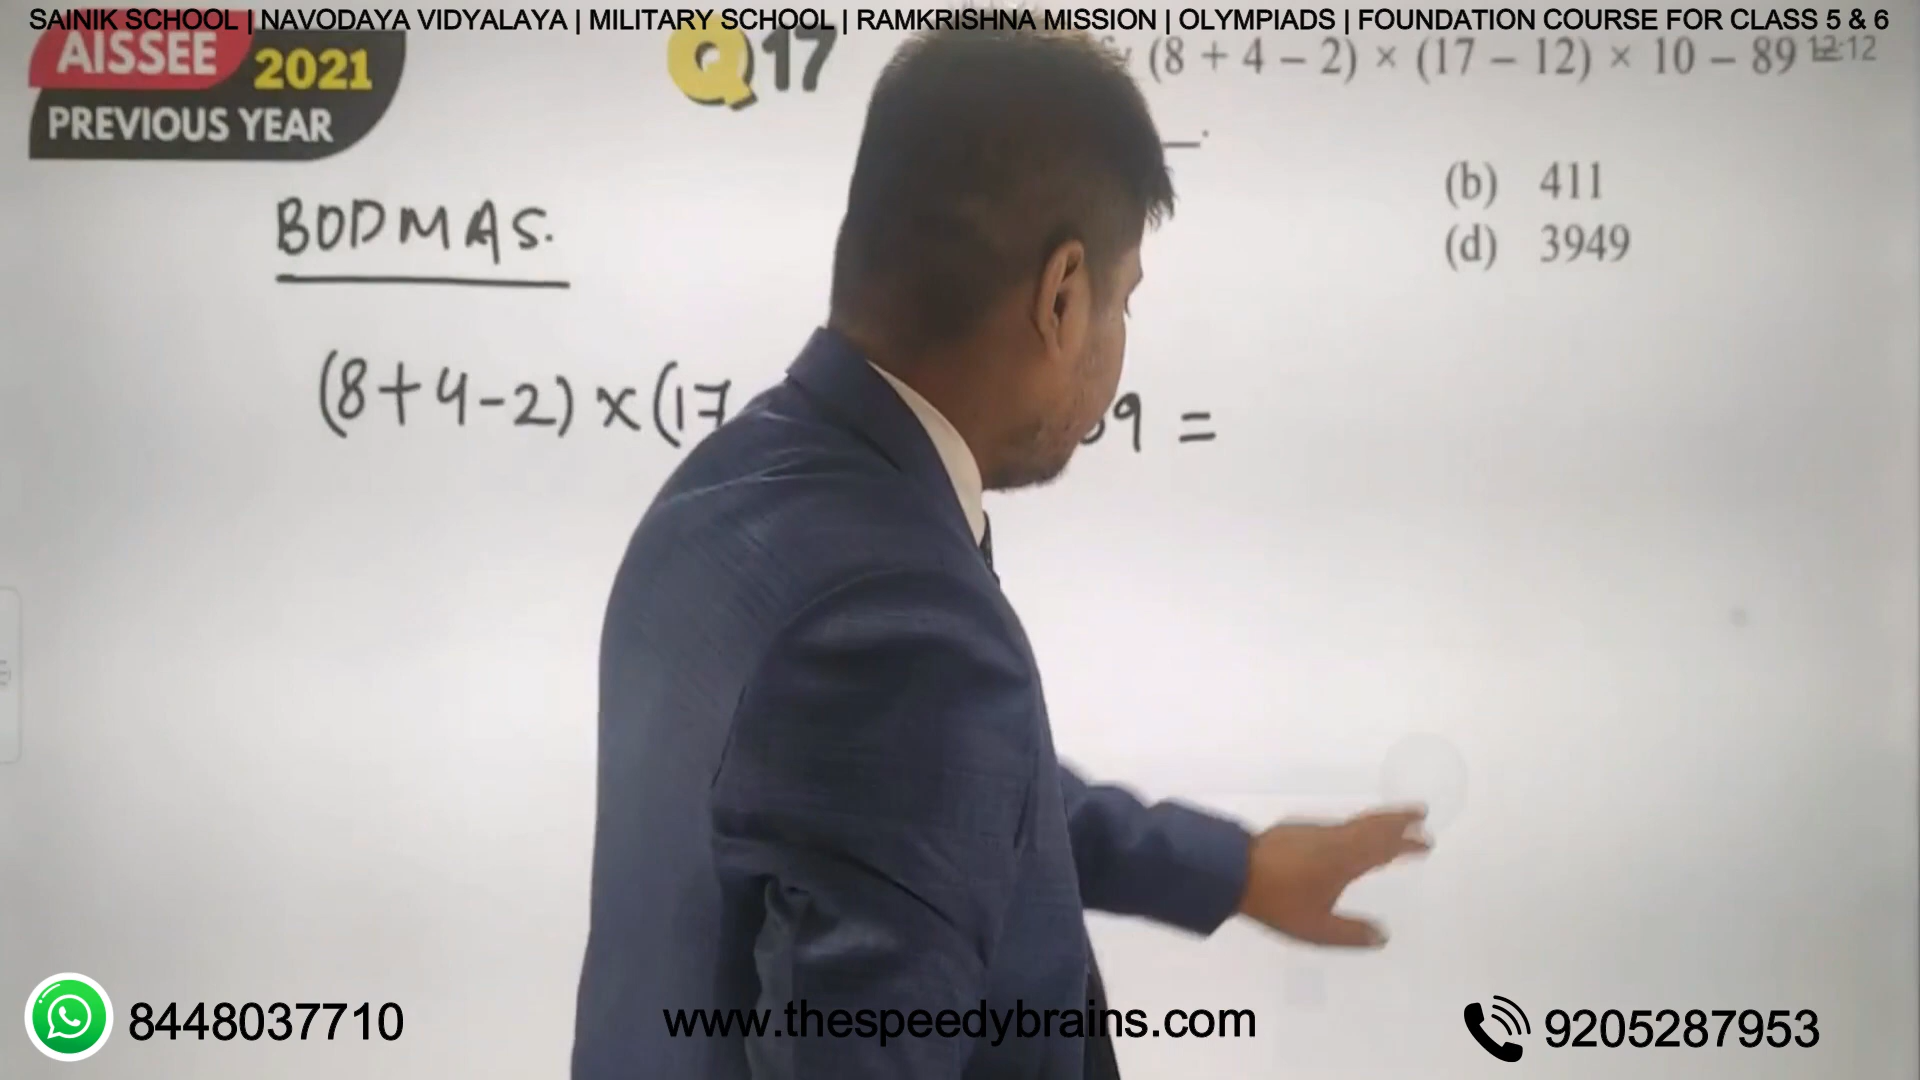 SAINIK SCHOOL | NAVODAYA VIDYALAYA | MILITARY SCHOOL | RAMKRISHNA MISSION | OLYMPIADS | FOUNDATION COURSE FOR CLASS 5 & 6
AISSEE 2021
PREVIOUS YEAR
Q 17
(8 + 4 – 2) × (17 – 12) × 10 – 89 =
12:12
(b) 411
(d) 3949
BODMAS.
(8+4-2) × (17
9 =
8448037710
www.thespeedybrains.com
9205287953